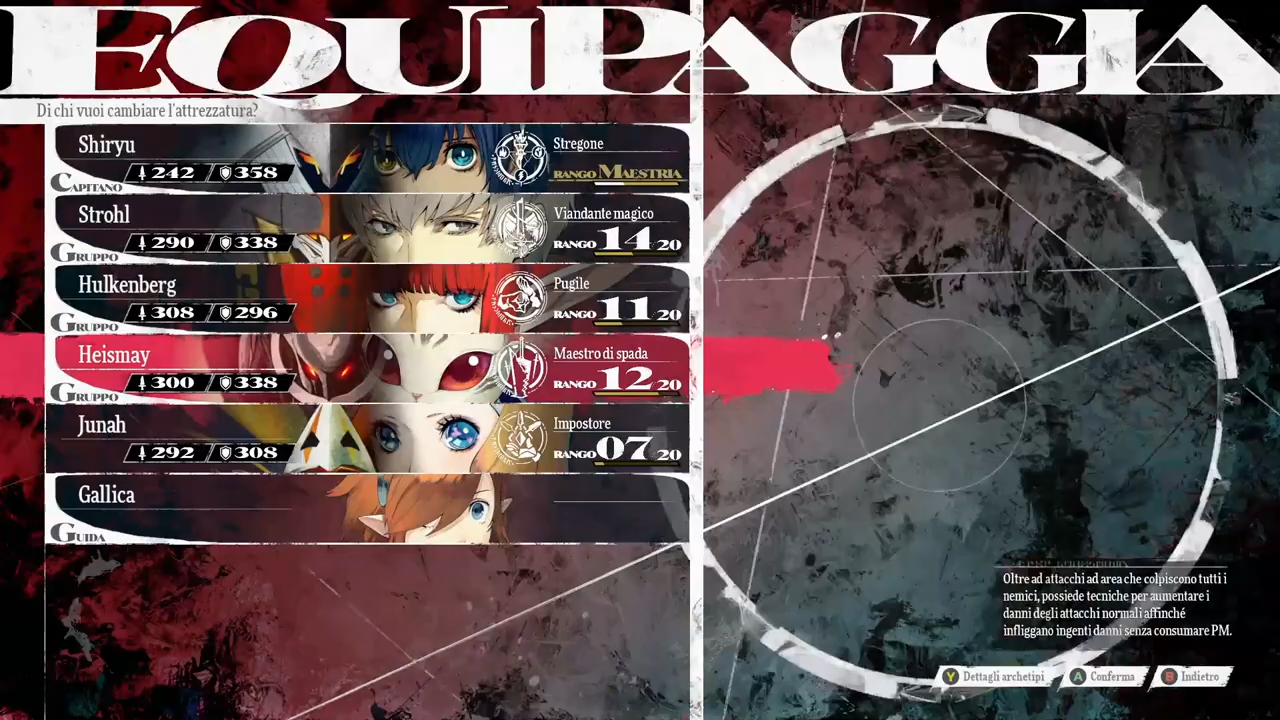 EQUIPAGGIA
Di chi vuoi cambiare l'attrezzatura?
Shiryu
242 358
CAPITANO
Stregone
RANGO MAESTRIA
Strohl
290 338
GRUPPO
Viandante magico
RANGO 14 20
Hulkenberg
308 296
GRUPPO
Pugile
RANGO 11 20
Heismay
300 338
GRUPPO
Maestro di spada
RANGO 12 20
Junah
292 308
Impostore
RANGO 07 20
Gallica
GUIDA
Oltre ad attacchi ad area che colpiscono tutti i
nemici, possiede tecniche per aumentare i
danni degli attacchi normali affinché
infliggano ingenti danni senza consumare PM.
Y Dettagli archetipi A Conferma B Indietro